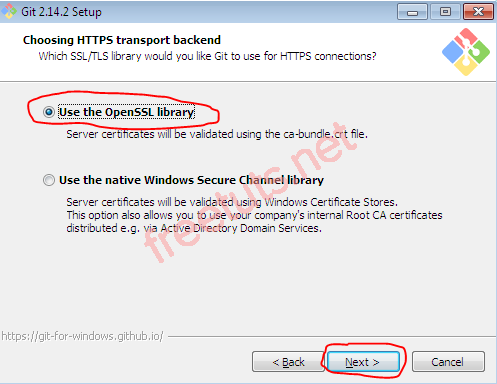 Git 2.14.2 Setup
Choosing HTTPS transport backend
Which SSL/TLS library would you like Git to use for HTTPS connections?
Use the OpenSSL library
Server certificates will be validated using the ca-bundle.crt file.
Use the native Windows Secure Channel library
Server certificates will be validated using Windows Certificate Stores.
This option also allows you to use your company's internal Root CA certificates
distributed e.g. via Active Directory Domain Services.
freetuts.net
https://git-for-windows.github.io/
< Back
Next >
Cancel